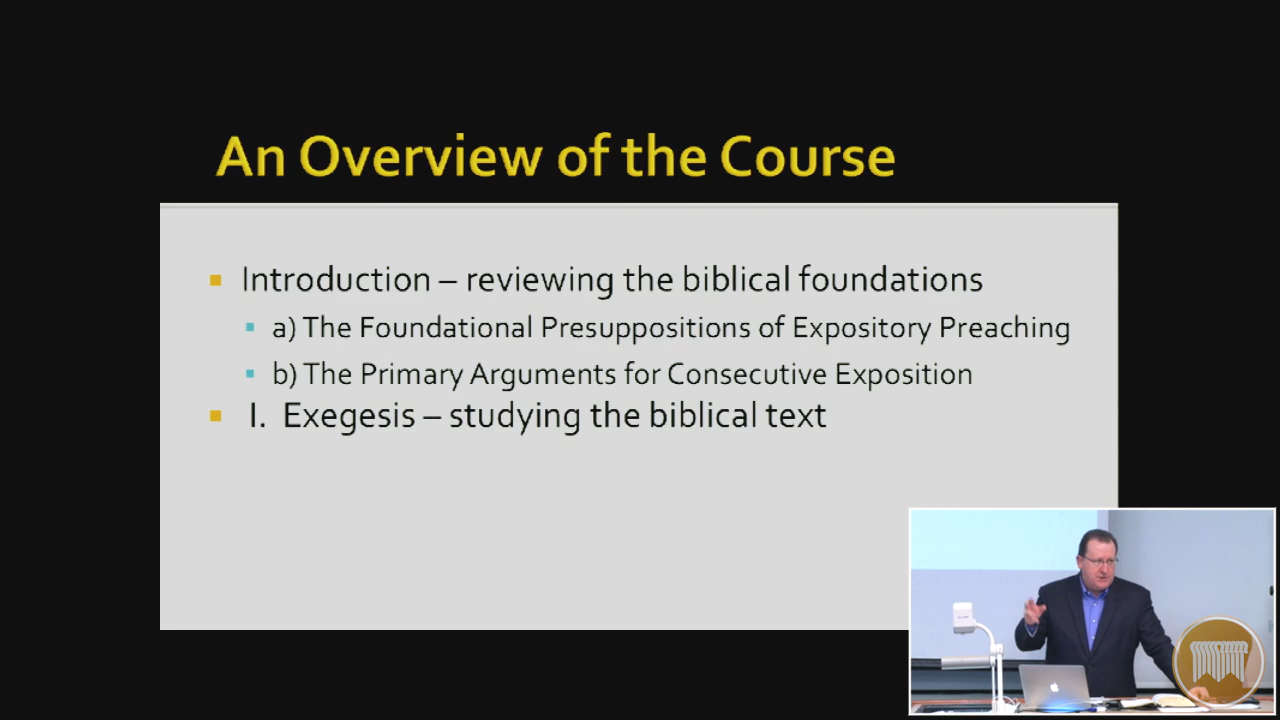 An Overview of the Course
Introduction – reviewing the biblical foundations
a) The Foundational Presuppositions of Expository Preaching
b) The Primary Arguments for Consecutive Exposition
I. Exegesis – studying the biblical text